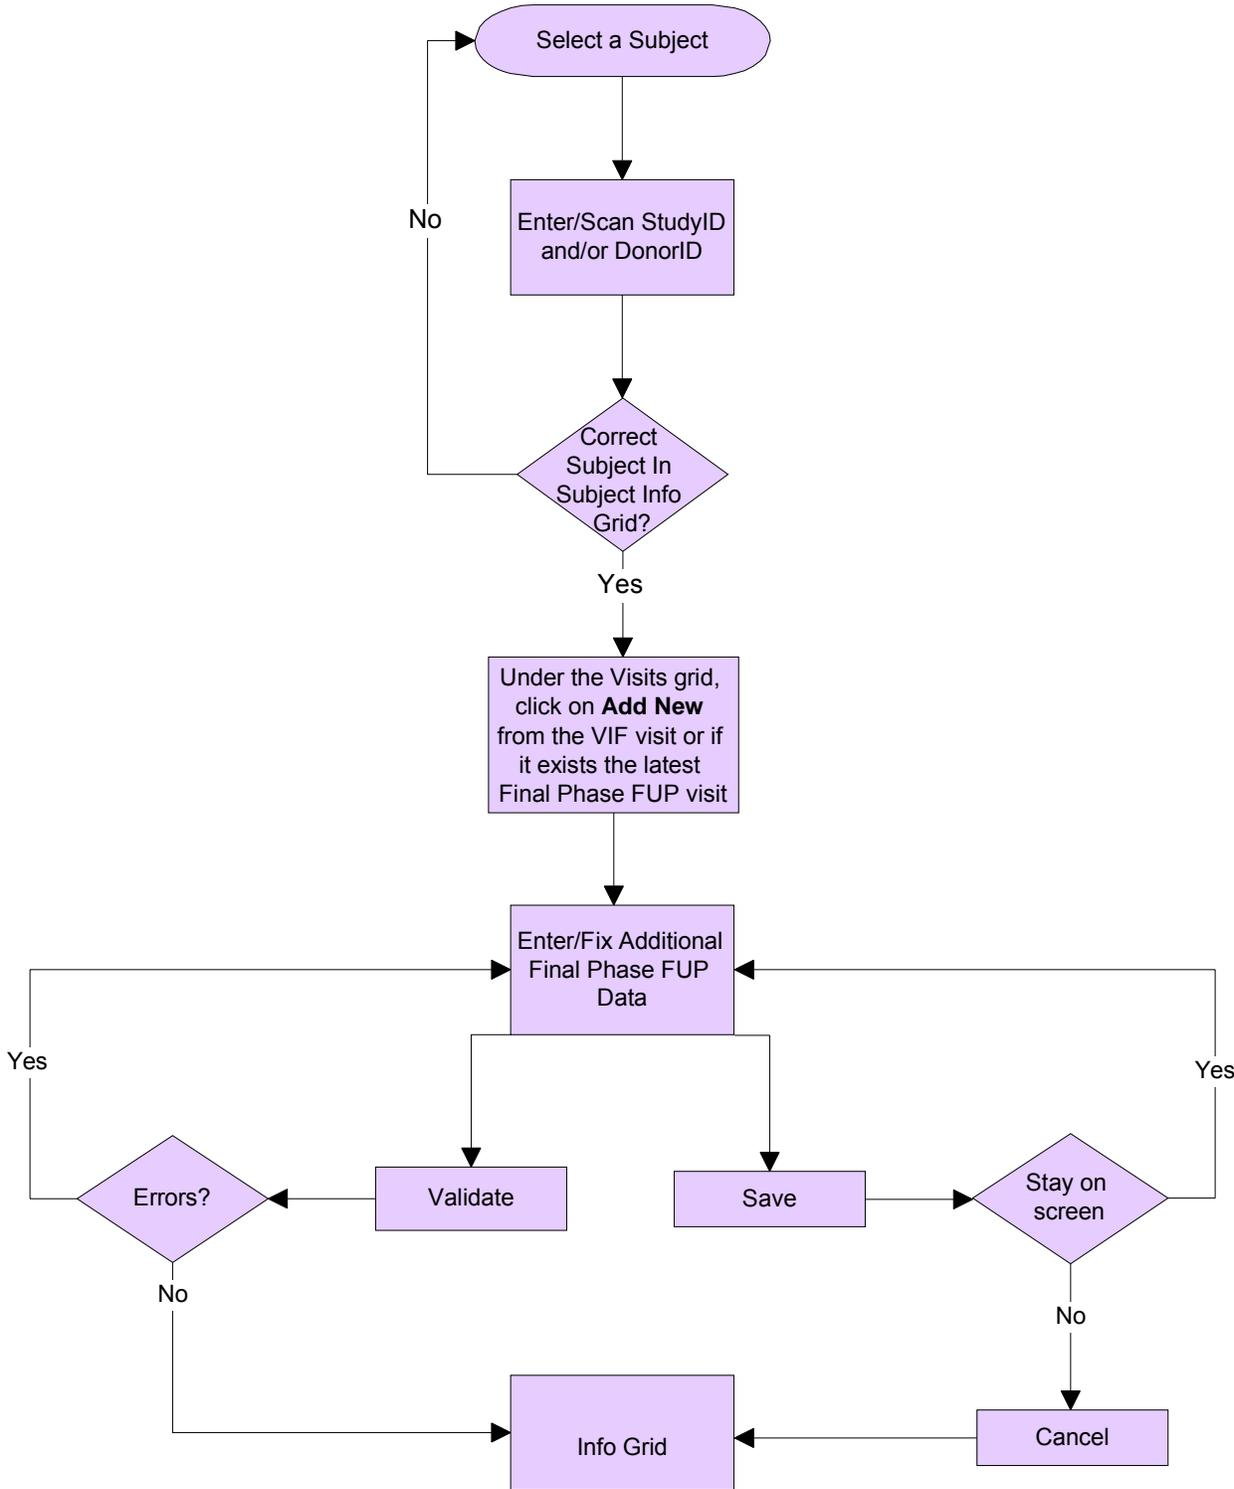 Select a Subject
No
Enter/Scan StudyID
and/or DonorID
Correct
Subject In
Subject Info
Grid?
Yes
Under the Visits grid,
click on Add New
from the VIF visit or if
it exists the latest
Final Phase FUP visit
Enter/Fix Additional
Final Phase FUP
Data
Yes
Yes
Errors?
Validate
Save
Stay on
screen
No
No
Info Grid
Cancel